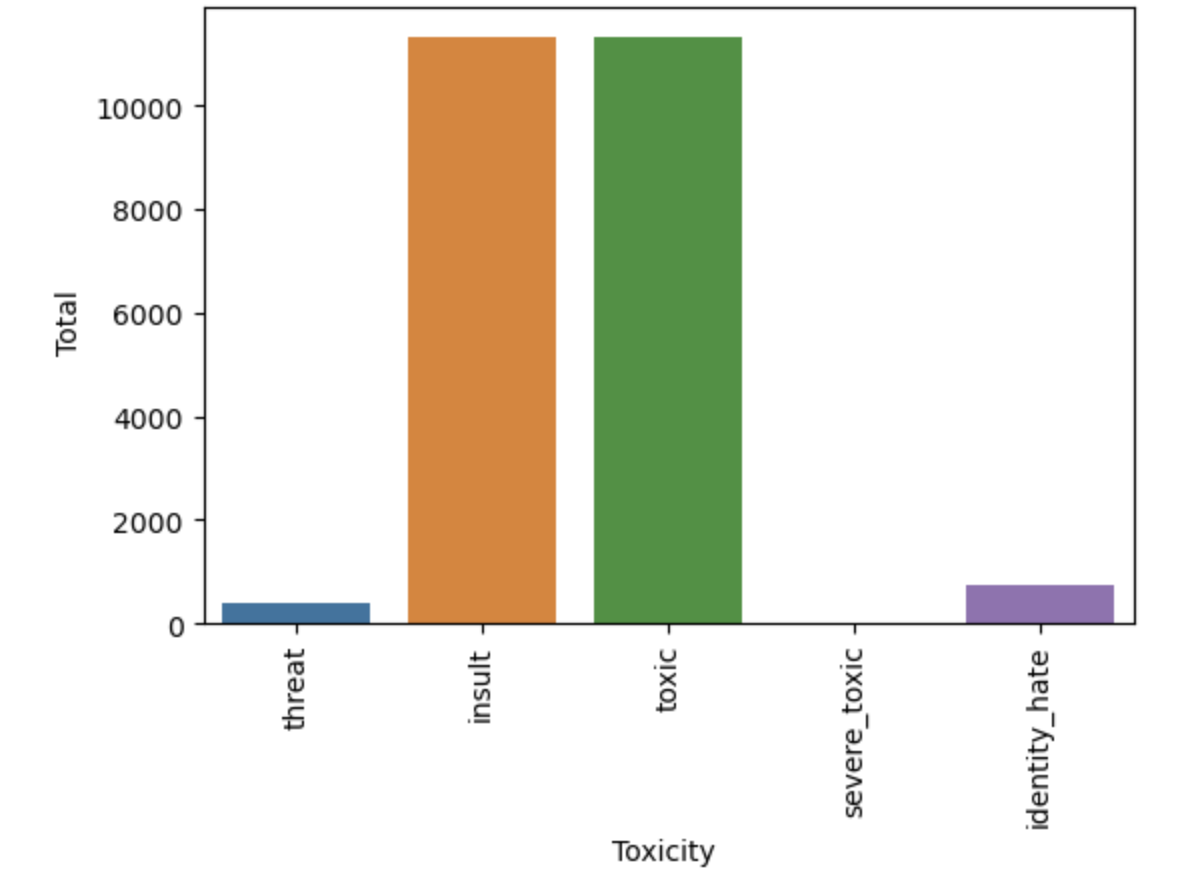 10000
8000
6000
4000
2000
0
Total
threat
insult
toxic
severe_toxic
identity_hate
Toxicity